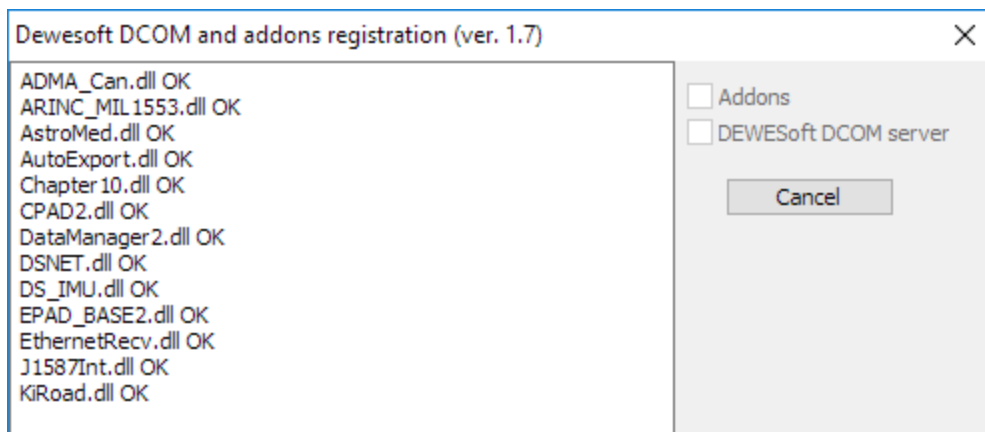 Dewesoft DCOM and addons registration (ver. 1.7)
ADMA_Can.dll OK
ARINC_MIL1553.dll OK
AstroMed.dll OK
AutoExport.dll OK
Chapter10.dll OK
CPAD2.dll OK
DataManager2.dll OK
DSNET.dll OK
DS_IMU.dll OK
EPAD_BASE2.dll OK
EthernetRecv.dll OK
J1587Int.dll OK
KiRoad.dll OK
Addons
DEWESoft DCOM server
Cancel